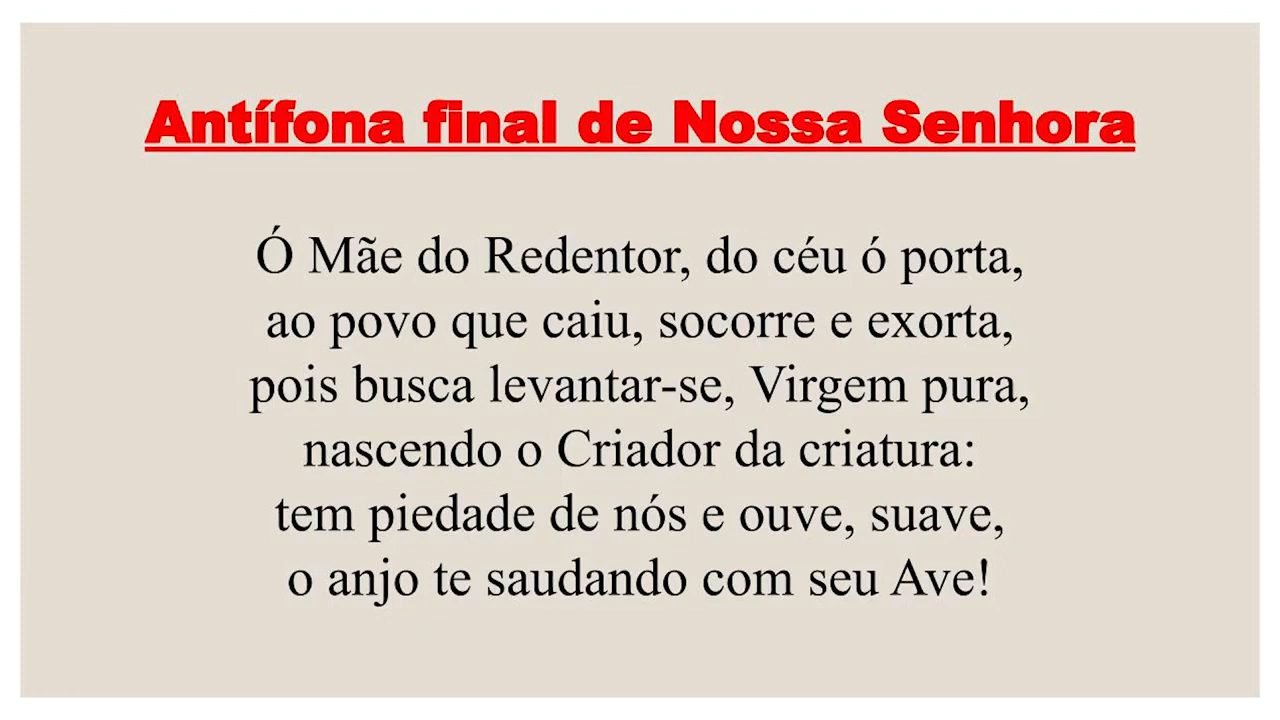 Antífona final de Nossa Senhora
Ó Mãe do Redentor, do céu ó porta,
ao povo que caiu, socorre e exorta,
pois busca levantar-se, Virgem pura,
nascendo o Criador da criatura:
tem piedade de nós e ouve, suave,
o anjo te saudando com seu Ave!